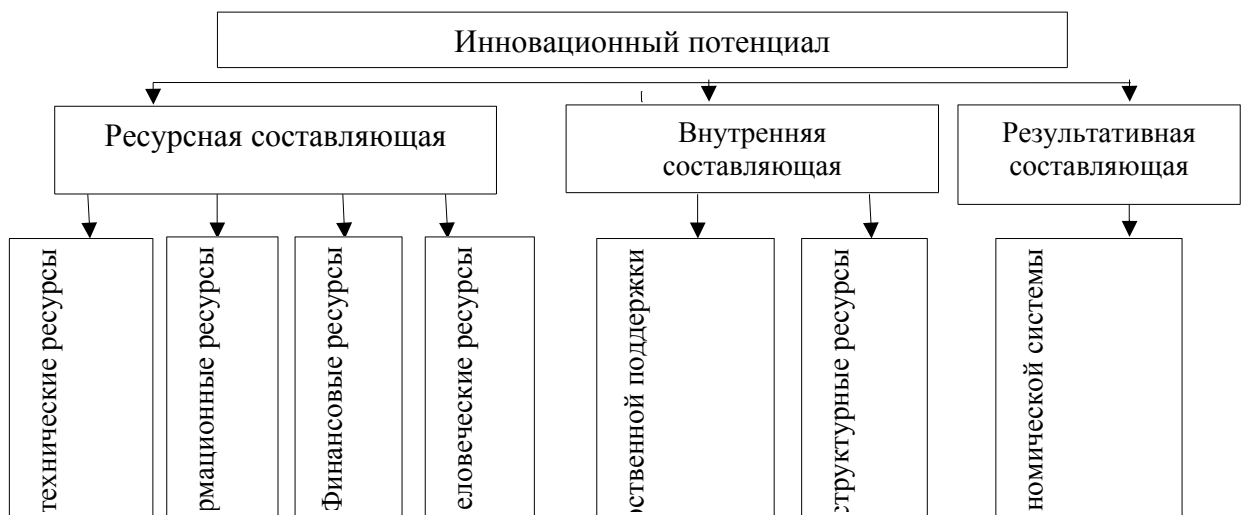 Инновационный потенциал
Ресурсная составляющая
Внутренняя
составляющая
Результативная
составляющая
технические ресурсы
рмационные ресурсы
Финансовые ресурсы
еловеческие ресурсы
рственной поддержки
структурные ресурсы
номической системы